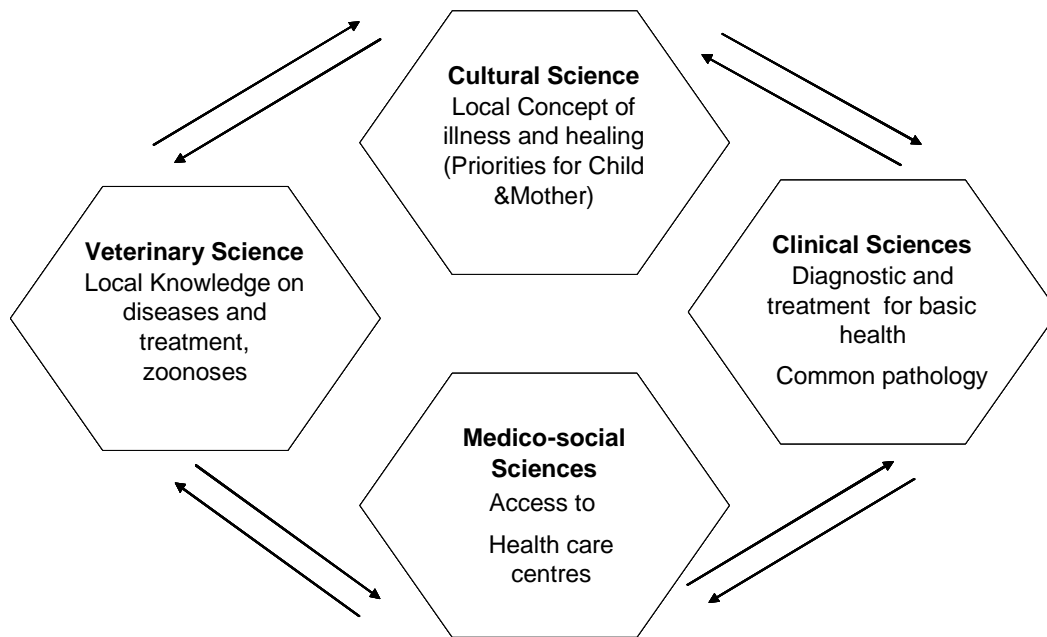 Cultural Science
Local Concept of
illness and healing
(Priorities for Child
&Mother)
Veterinary Science
Local Knowledge on
diseases and
treatment,
zoonoses
Clinical Sciences
Diagnostic and
treatment for basic
health
Common pathology
Medico-social
Sciences
Access to
Health care
centres